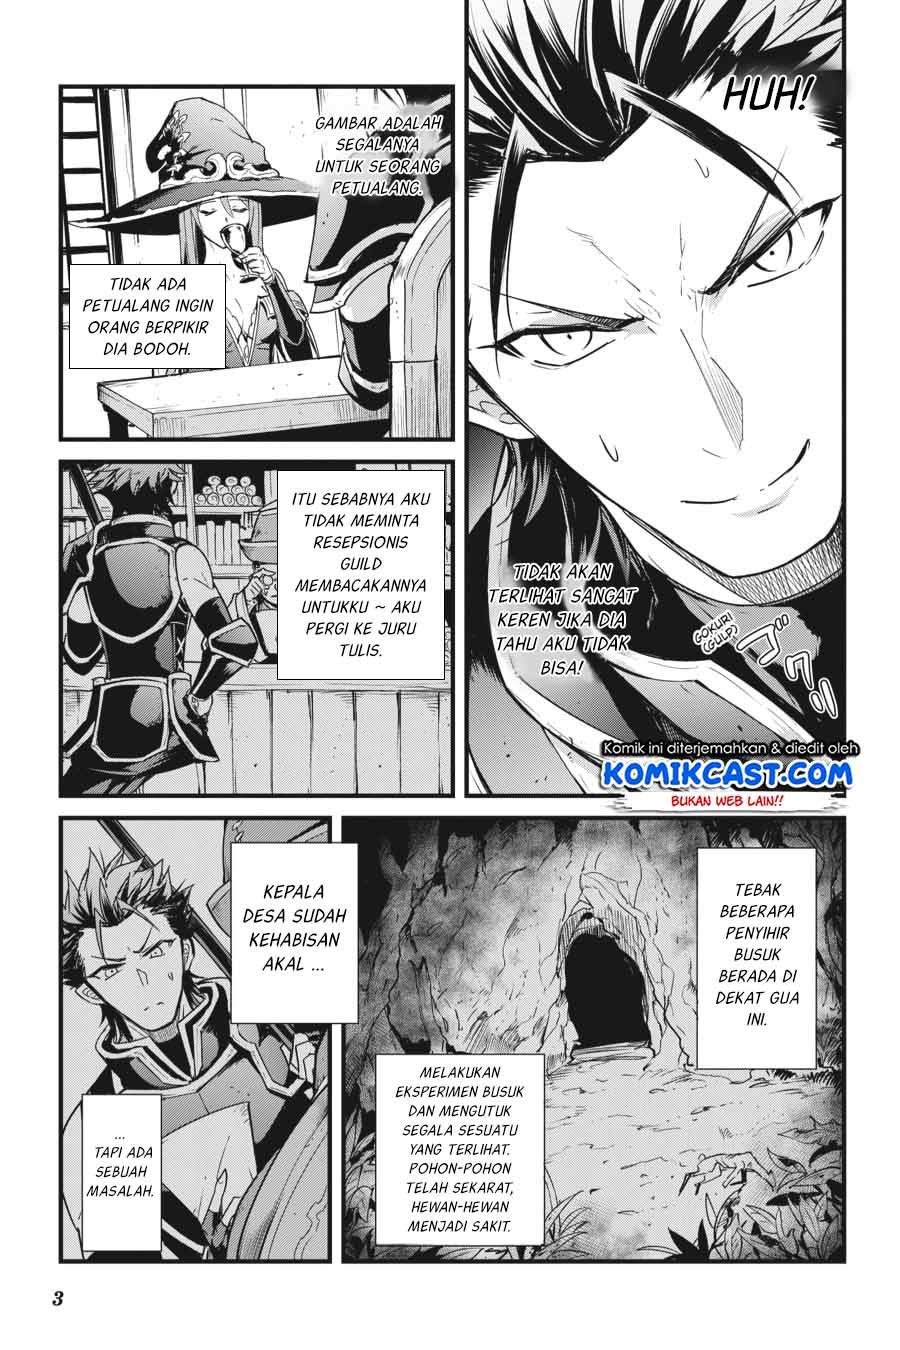 HUH!
TIDAK AKAN
TERLIHAT SANGAT
KEREN JIKA DIA
TAHU AKU TIDAK
BISA!
GOKURI
(GULP)
ゴクリ
GAMBAR ADALAH
SEGALANYA
UNTUK SEORANG
PETUALANG.
TIDAK ADA
PETUALANG INGIN
ORANG BERPIKIR
DIA BODOH.
ITU SEBABNYA AKU
TIDAK MEMINTA
RESEPSIONIS
GUILD
MEMBACAKANNYA
UNTUKKU ~ AKU
PERGI KE JURU
TULIS.
Komik ini diterjemahkan & diedit oleh
KOMIKCAST.COM
BUKAN WEB LAIN!!
TEBAK
BEBERAPA
PENYIHIR
BUSUK
BERADA DI
DEKAT GUA
INI.
MELAKUKAN
EKSPERIMEN BUSUK
DAN MENGUTUK
SEGALA SESUATU
YANG TERLIHAT.
POHON-POHON
TELAH SEKARAT,
HEWAN-HEWAN
MENJADI SAKIT.
KEPALA
DESA SUDAH
KEHABISAN
AKAL ...
...
TAPI ADA
SEBUAH
MASALAH.
3